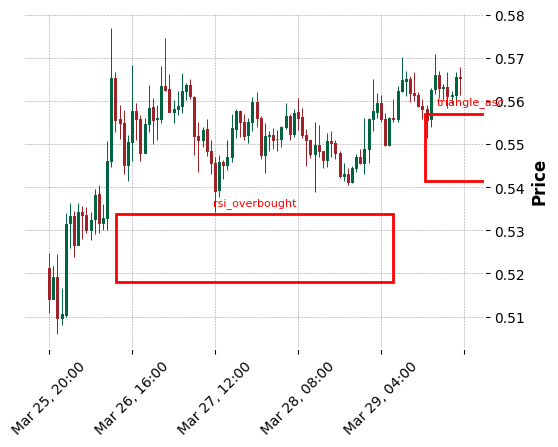 0.58
0.57
0.56
triangle_asc
0.55
0.54
rsi_overbought
0.53
0.52
0.51
Price
Mar 25, 20:00
Mar 26, 16:00
Mar 27, 12:00
Mar 28, 08:00
Mar 29, 04:00